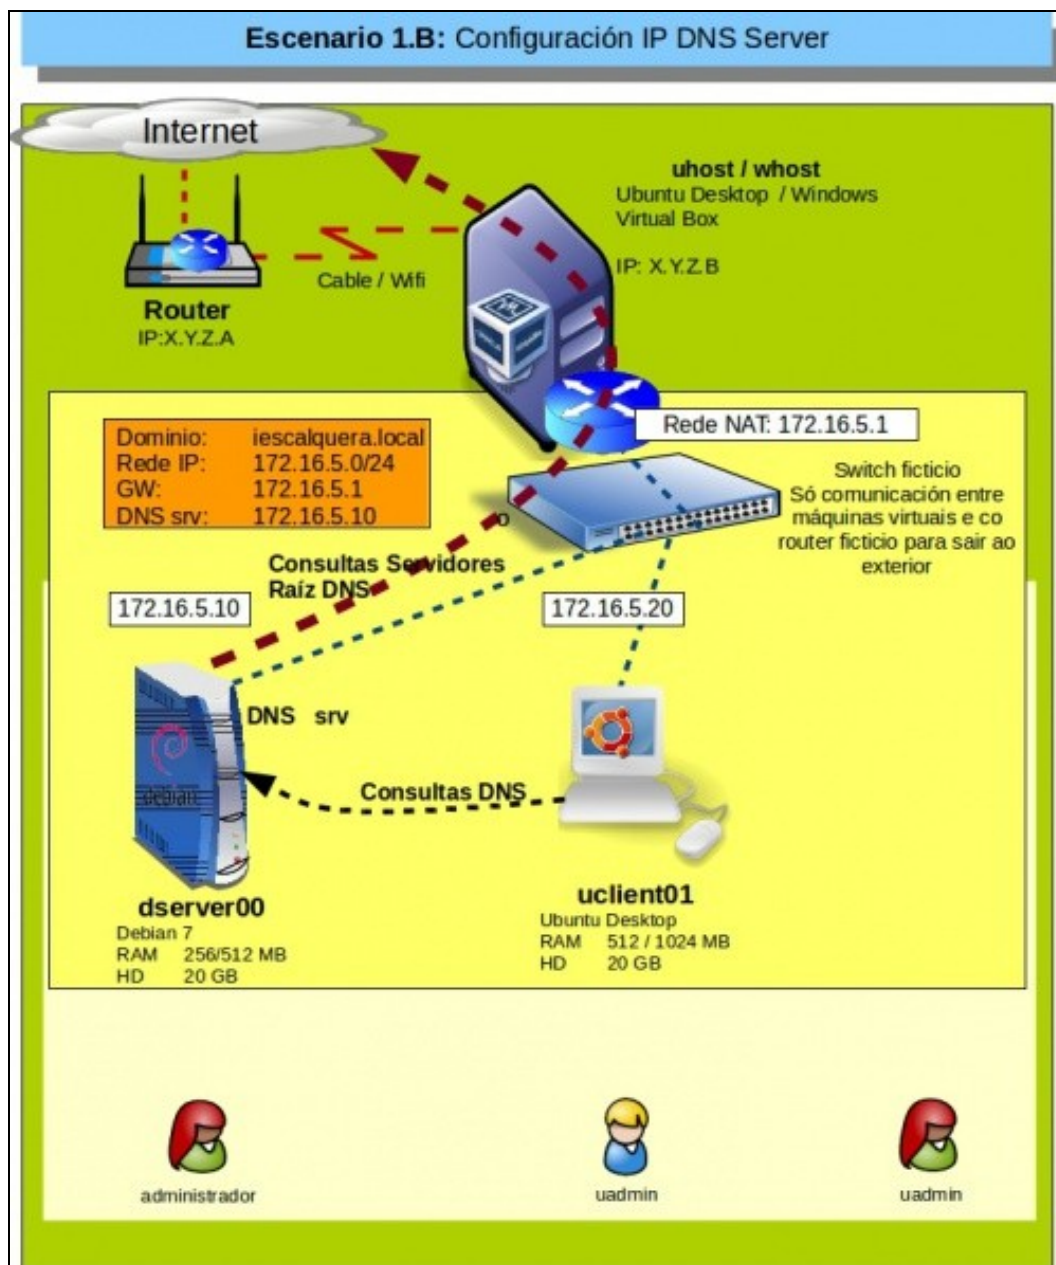 Escenario 1.B: Configuración IP DNS Server
Internet
uhost / whost
Ubuntu Desktop / Windows
Virtual Box
IP: X.Y.Z.B
Cable / Wifi
Router
IP:X.Y.Z.A
Rede NAT: 172.16.5.1
Dominio: iescalquera.local
Rede IP: 172.16.5.0/24
GW: 172.16.5.1
DNS srv: 172.16.5.10
Switch ficticio
Só comunicación entre
máquinas virtuais e co
router ficticio para sair ao
exterior
Consultas Servidores
Raíz DNS
172.16.5.10
172.16.5.20
DNS srv
debian
Consultas DNS
dserver00
Debian 7
RAM 256/512 MB
HD 20 GB
uclient01
Ubuntu Desktop
RAM 512 / 1024 MB
HD 20 GB
administrador
uadmin
uadmin